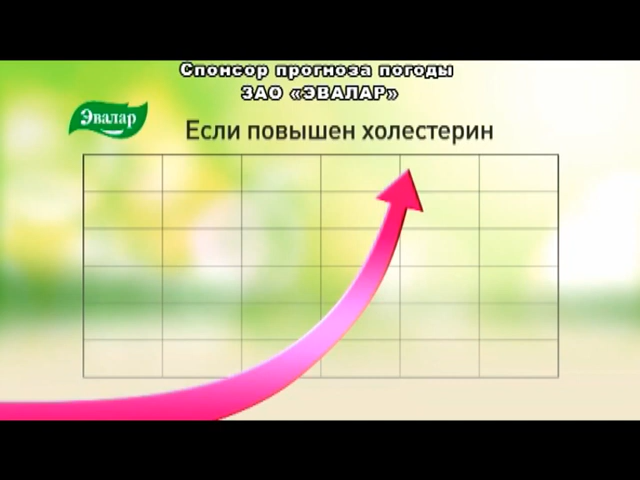 Спонсор прогноза погоды
ЗАО «ЭВАЛАР»
Эвалар
Если повышен холестерин